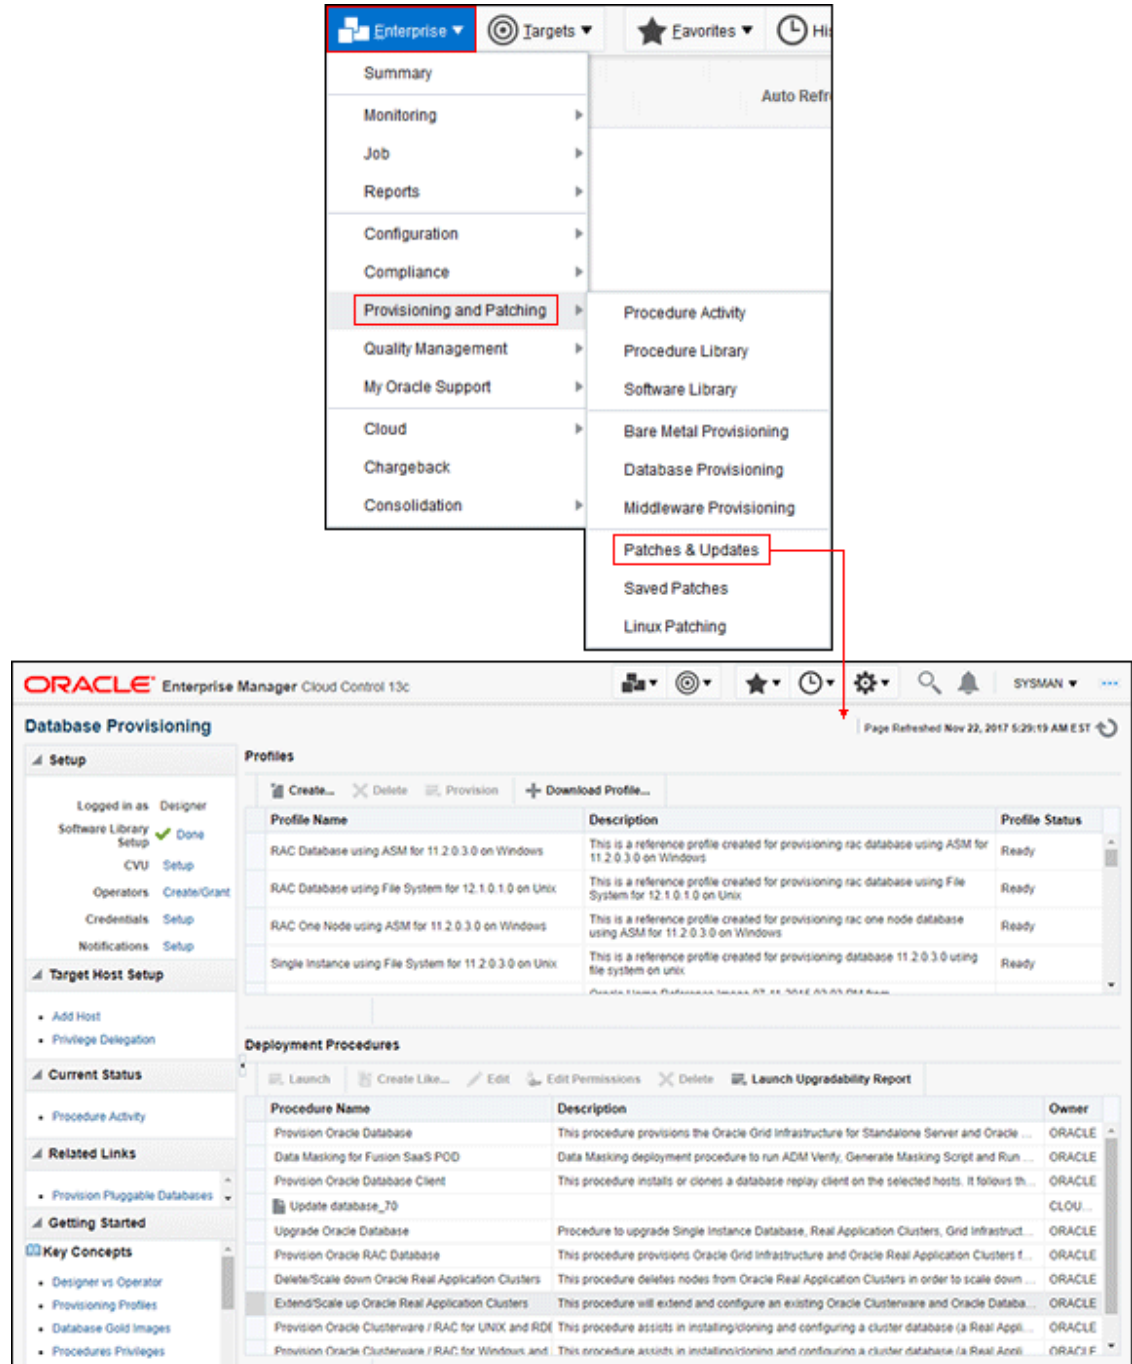 Enterprise Targets Favorites
Summary
Auto Refr
Monitoring
Job
Reports
Configuration
Compliance
Provisioning and Patching
Procedure Activity
Quality Management
Procedure Library
My Oracle Support
Software Library
Cloud
Bare Metal Provisioning
Chargeback
Database Provisioning
Consolidation
Middleware Provisioning
Patches & Updates
Saved Patches
Linux Patching
ORACLE Enterprise Manager Cloud Control 13c
SYSMAN
Database Provisioning
Page Refreshed Nov 22, 2017 5:29:19 AM EST
Setup
Logged in as Designer
Software Library Setup Done
CVU Setup
Operators Create/Grant
Credentials Setup
Notifications Setup
Target Host Setup
Add Host
Privilege Delegation
Current Status
Procedure Activity
Related Links
Provision Pluggable Databases
Getting Started
Key Concepts
Designer vs Operator
Provisioning Profiles
Database Gold Images
Procedures Privileges
Profiles
Create... Delete Provision Download Profile...
Profile Name Description Profile Status
RAC Database using ASM for 11.2.0.3.0 on Windows This is a reference profile created for provisioning rac database using ASM for 11.2.0.3.0 on Windows Ready
RAC Database using File System for 12.1.0.1.0 on Unix This is a reference profile created for provisioning rac database using File System for 12.1.0.1.0 on Unix Ready
RAC One Node using ASM for 11.2.0.3.0 on Windows This is a reference profile created for provisioning rac one node database using ASM for 11.2.0.3.0 on Windows Ready
Single Instance using File System for 11.2.0.3.0 on Unix This is a reference profile created for provisioning database 11.2.0.3.0 using file system on unix Ready
Deployment Procedures
Launch Create Like... Edit Edit Permissions Delete Launch Upgradability Report
Procedure Name Description Owner
Provision Oracle Database This procedure provisions the Oracle Grid Infrastructure for Standalone Server and Oracle ... ORACLE
Data Masking for Fusion SaaS POD Data Masking deployment procedure to run ADM Verify, Generate Masking Script and Run ... ORACLE
Provision Oracle Database Client This procedure installs or clones a database replay client on the selected hosts. It follows th... ORACLE
Update database_70 CLOU...
Upgrade Oracle Database Procedure to upgrade Single Instance Database, Real Application Clusters, Grid Infrastruct... ORACLE
Provision Oracle RAC Database This procedure provisions Oracle Grid Infrastructure and Oracle Real Application Clusters f... ORACLE
Delete/Scale down Oracle Real Application Clusters This procedure deletes nodes from Oracle Real Application Clusters in order to scale down ... ORACLE
Extend/Scale up Oracle Real Application Clusters This procedure will extend and configure an existing Oracle Clusterware and Oracle Databa... ORACLE
Provision Oracle Clusterware / RAC for UNIX and RDB This procedure assists in installing/cloning and configuring a cluster database (a Real Appli... ORACLE
Provision Oracle Clusterware / RAC for Windows and This procedure assists in installing/cloning and configuring a cluster database (a Real Appli... ORACLE